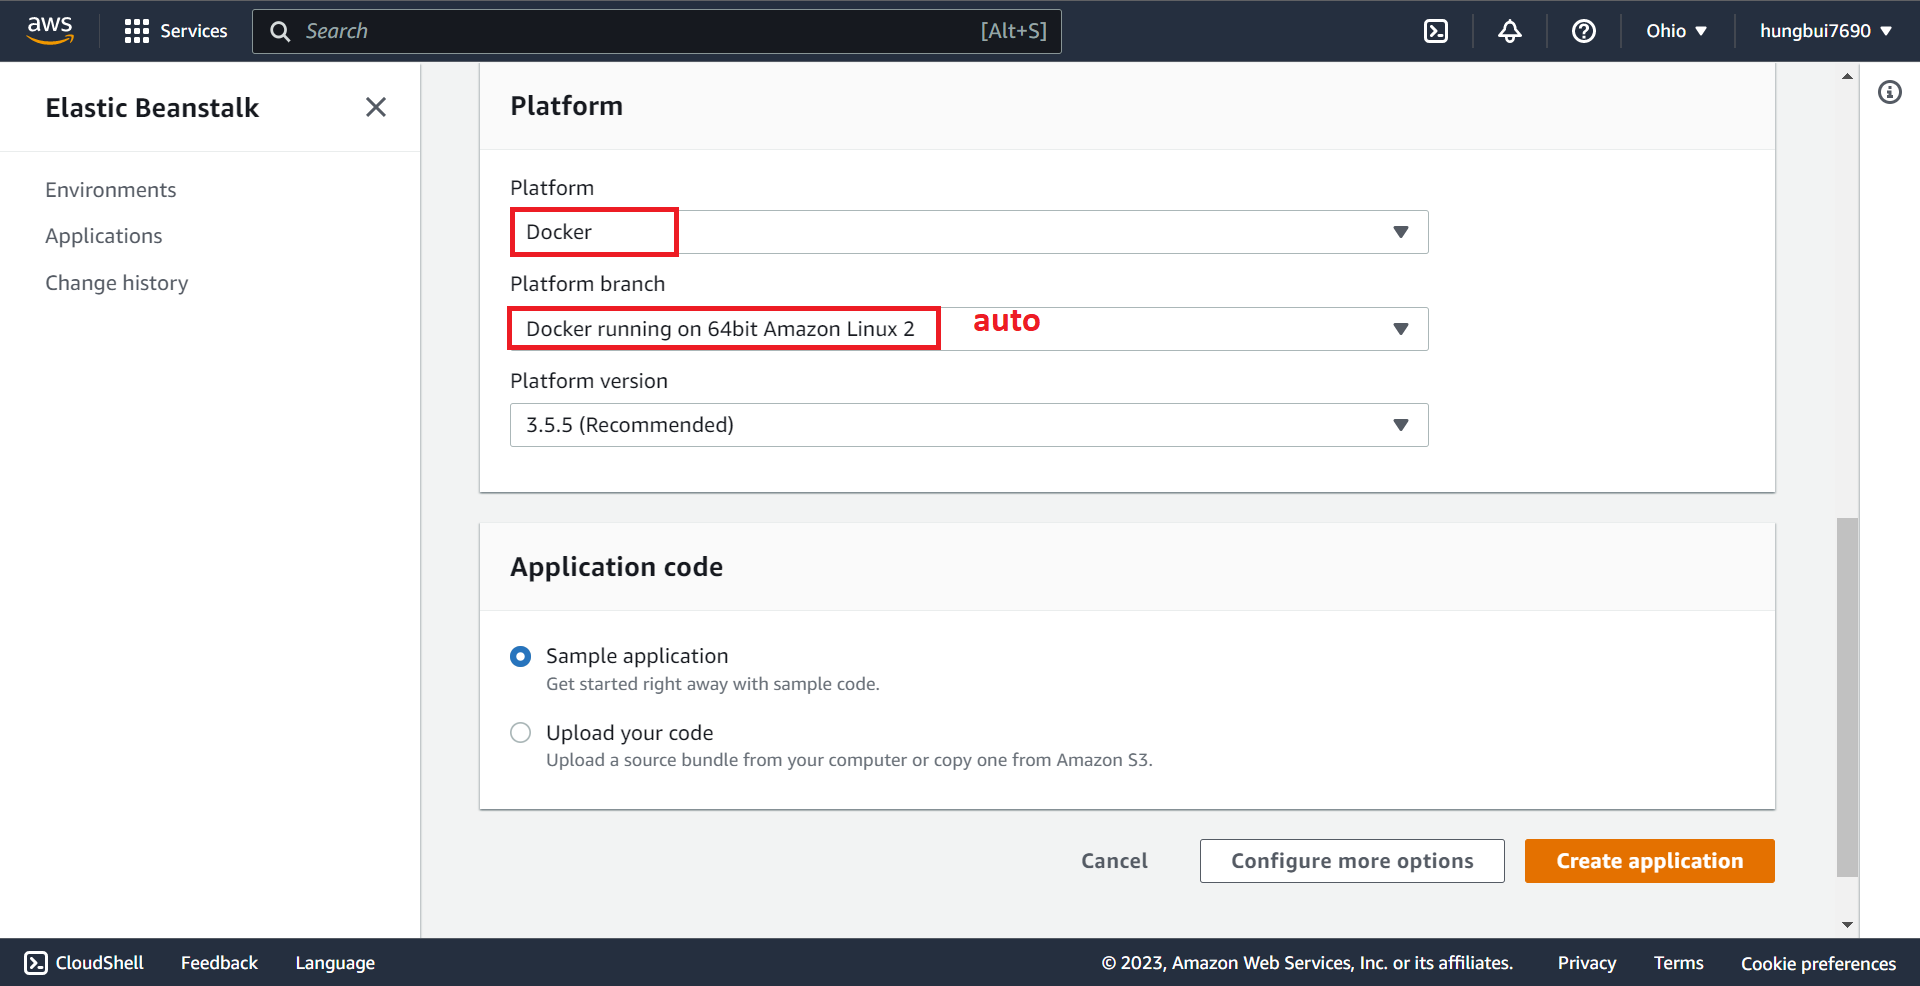 aws Services Search [Alt+S] Ohio hungbui7690
Elastic Beanstalk
Environments
Applications
Change history
Platform
Platform
Docker
Platform branch
Docker running on 64bit Amazon Linux 2 auto
Platform version
3.5.5 (Recommended)
Application code
Sample application
Get started right away with sample code.
Upload your code
Upload a source bundle from your computer or copy one from Amazon S3.
Cancel Configure more options Create application
CloudShell Feedback Language © 2023, Amazon Web Services, Inc. or its affiliates. Privacy Terms Cookie preferences